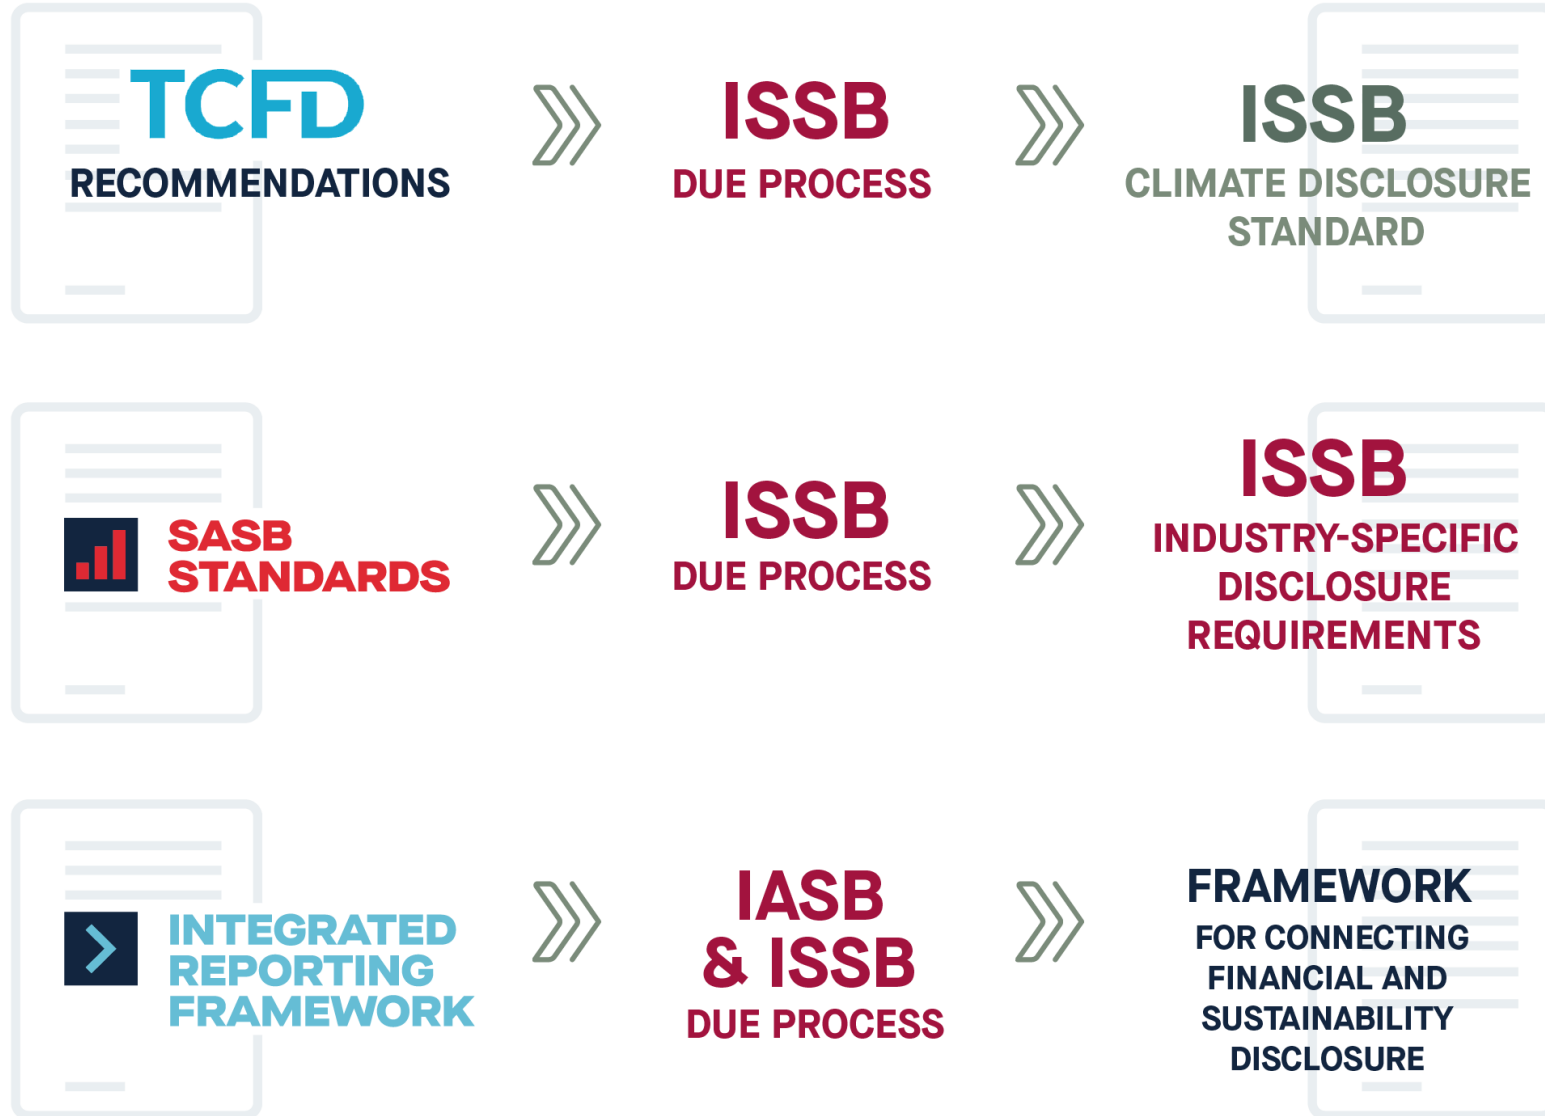 TCFD
RECOMMENDATIONS
ISSB
DUE PROCESS
ISSB
CLIMATE DISCLOSURE
STANDARD
SASB
STANDARDS
ISSB
DUE PROCESS
ISSB
INDUSTRY-SPECIFIC
DISCLOSURE
REQUIREMENTS
INTEGRATED
REPORTING
FRAMEWORK
IASB
& ISSB
DUE PROCESS
FRAMEWORK
FOR CONNECTING
FINANCIAL AND
SUSTAINABILITY
DISCLOSURE